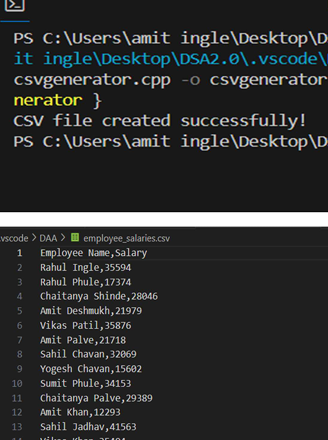 PS C:\Users\amit ingle\Desktop\D
it ingle\Desktop\DSA2.0\.vscode\
csvgenerator.cpp -o csvgenerator
nerator }
CSV file created successfully!
PS C:\Users\amit ingle\Desktop\D
.vscode > DAA > employee_salaries.csv
1 Employee Name,Salary
2 Rahul Ingle,35594
3 Rahul Phule,17374
4 Chaitanya Shinde,28046
5 Amit Deshmukh,21979
6 Vikas Patil,35876
7 Amit Palve,21718
8 Sahil Chavan,32069
9 Yogesh Chavan,15602
10 Sumit Phule,34153
11 Chaitanya Palve,29389
12 Amit Khan,12293
13 Sahil Jadhav,41563